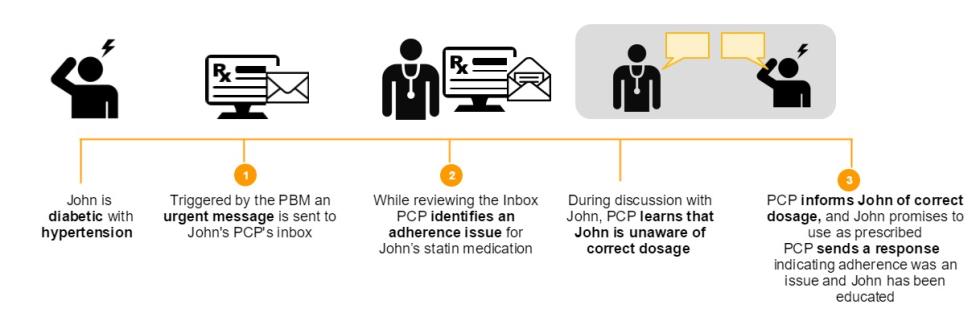 Rx
Rx
1
2
3
John is
diabetic with
hypertension
Triggered by the PBM an
urgent message is sent to
John's PCP's inbox
While reviewing the Inbox
PCP identifies an
adherence issue for
John's statin medication
During discussion with
John, PCP learns that
John is unaware of
correct dosage
PCP informs John of correct
dosage, and John promises to
use as prescribed
PCP sends a response
indicating adherence was an
issue and John has been
educated